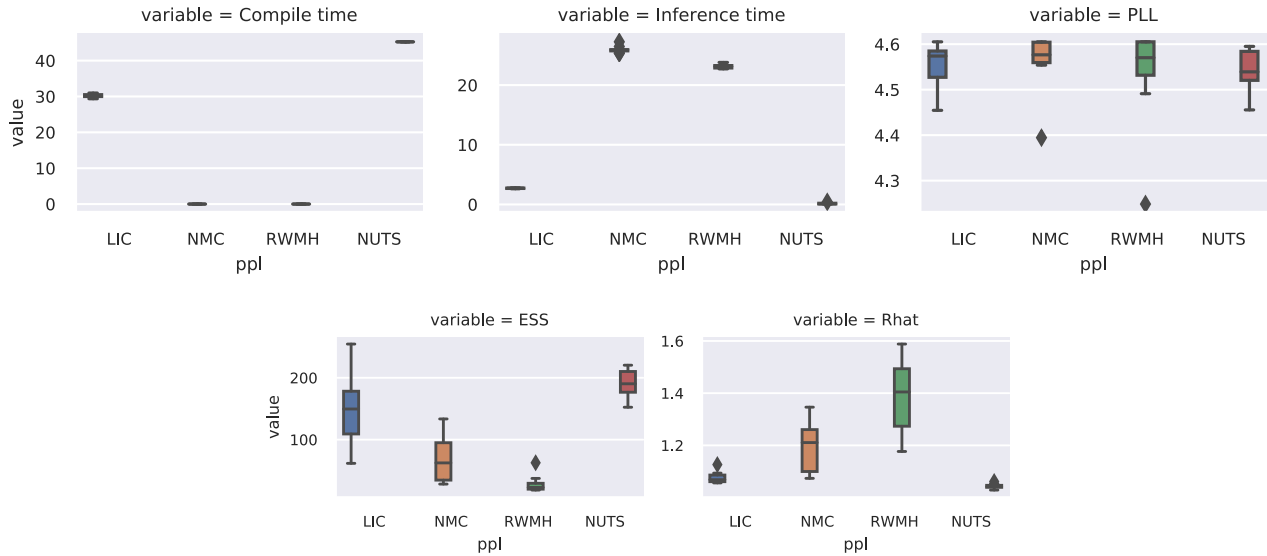 variable = Compile time
variable = Inference time
variable = PLL
value
40
30
20
10
0
LIC NMC RWMH NUTS
ppl
20
10
0
LIC NMC RWMH NUTS
ppl
4.6
4.5
4.4
4.3
LIC NMC RWMH NUTS
ppl
variable = ESS
variable = Rhat
value
200
100
LIC NMC RWMH NUTS
ppl
1.6
1.4
1.2
LIC NMC RWMH NUTS
ppl